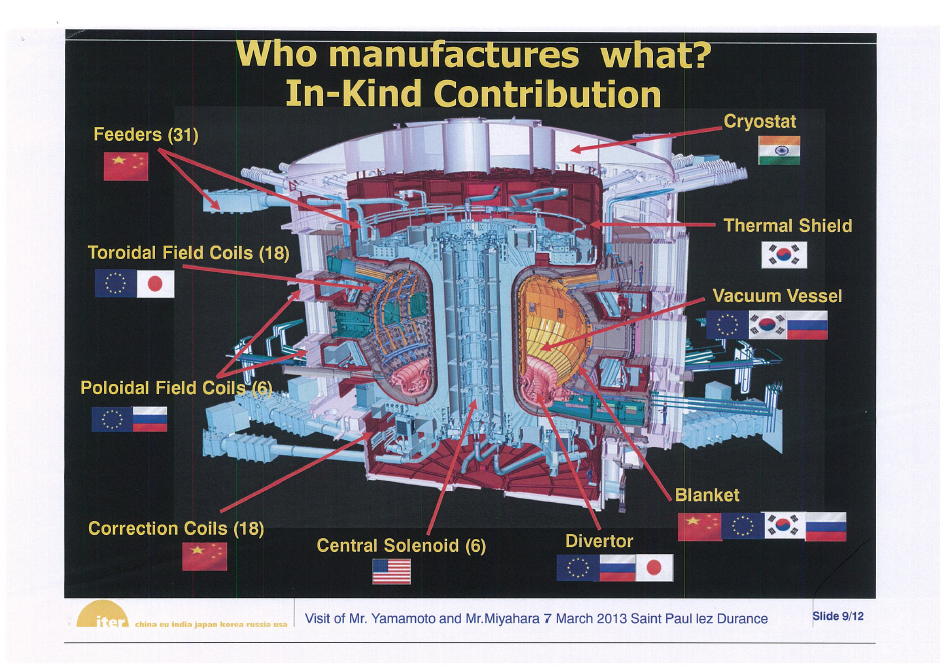 Who manufactures what?
In-Kind Contribution
Cryostat
Feeders (31)
Thermal Shield
Toroidal Field Coils (18)
Vacuum Vessel
Poloidal Field Coils (6)
Blanket
Correction Coils (18)
Central Solenoid (6)
Divertor
iter
china eu india japan korea russia usa
Visit of Mr. Yamamoto and Mr.Miyahara 7 March 2013 Saint Paul lez Durance
Slide 9/12